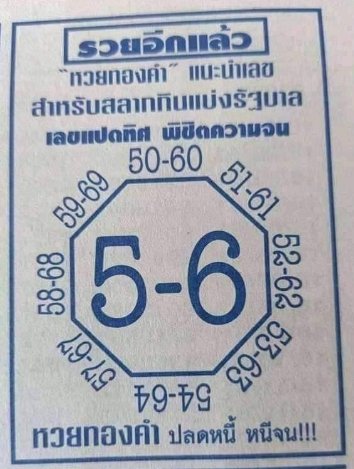 รวยอีกแล้ว
"หวยทองคำ" แนะนำเลข
สำหรับสลากกินแบ่งรัฐบาล
เลขแปดทิศ พิชิตความจน
50-60
51-61
52-62
53-63
54-64
57-67
58-68
59-69
5-6
หวยทองคำ ปลดหนี้ หนีจน!!!